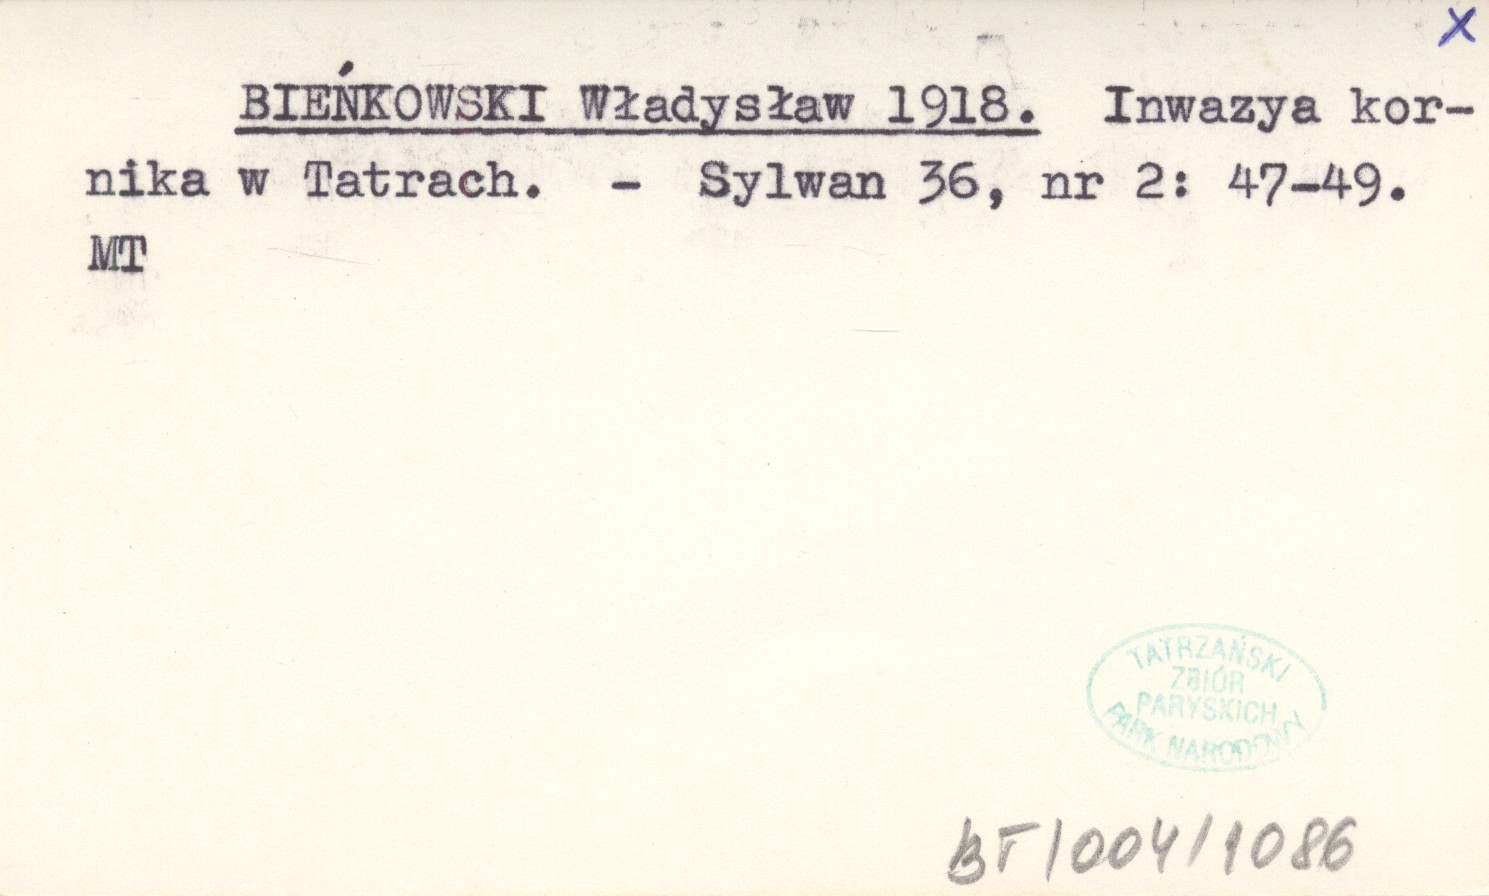 x
BIEŃKOWSKI Władysław 1918. Inwazya kor-
nika w Tatrach. - Sylwan 36, nr 2: 47-49.
MT
TATRZAŃSKI
ZBIÓR
PARYSKICH
PARK NARODOWY
BT/004/1086